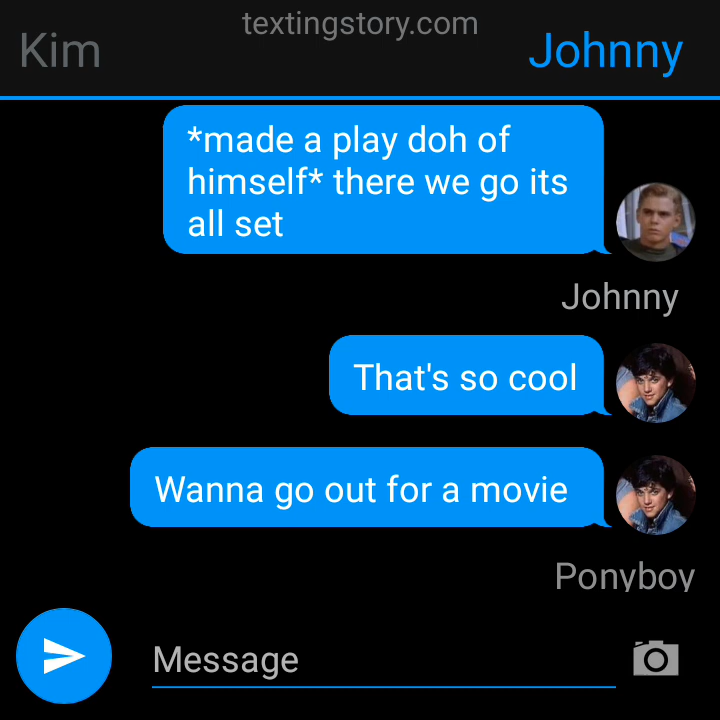 textingstory.com
Kim
Johnny
*made a play doh of
himself* there we go its
all set
Johnny
That's so cool
Wanna go out for a movie
Ponyboy
Message